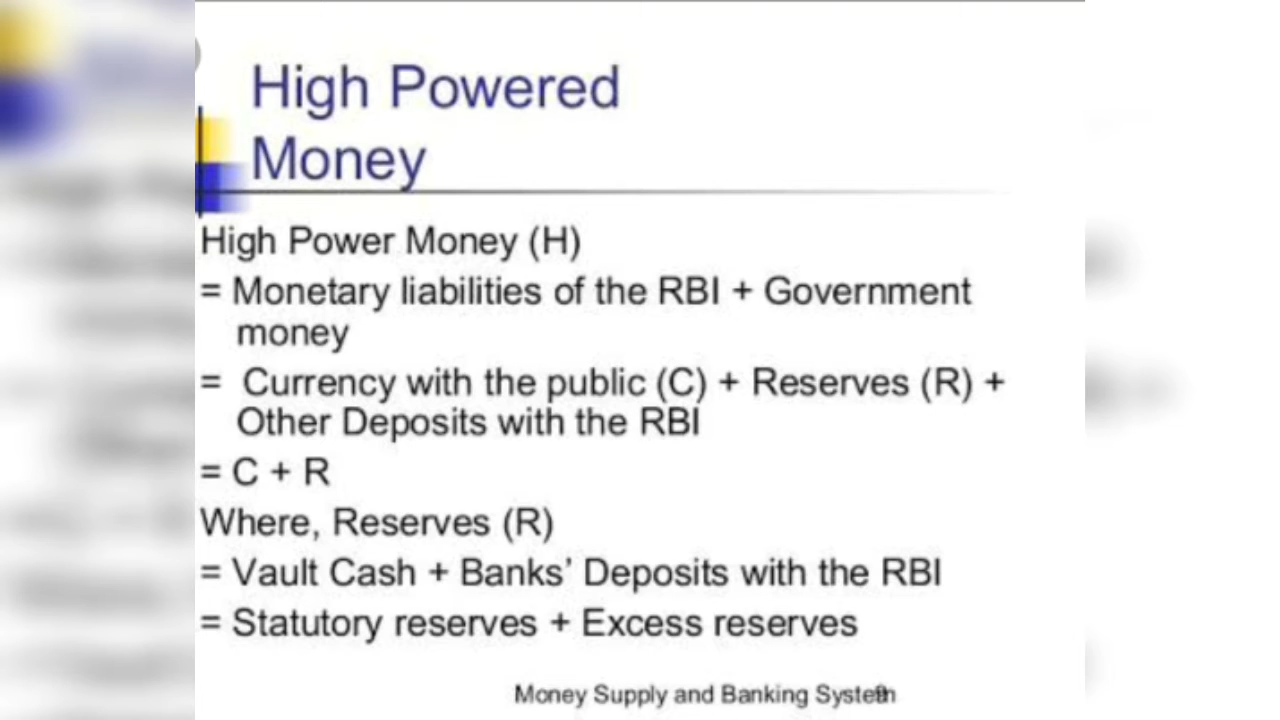 High Powered
Money
High Power Money (H)
= Monetary liabilities of the RBI + Government
money
= Currency with the public (C) + Reserves (R) +
Other Deposits with the RBI
= C + R
Where, Reserves (R)
= Vault Cash + Banks’ Deposits with the RBI
= Statutory reserves + Excess reserves
Money Supply and Banking System